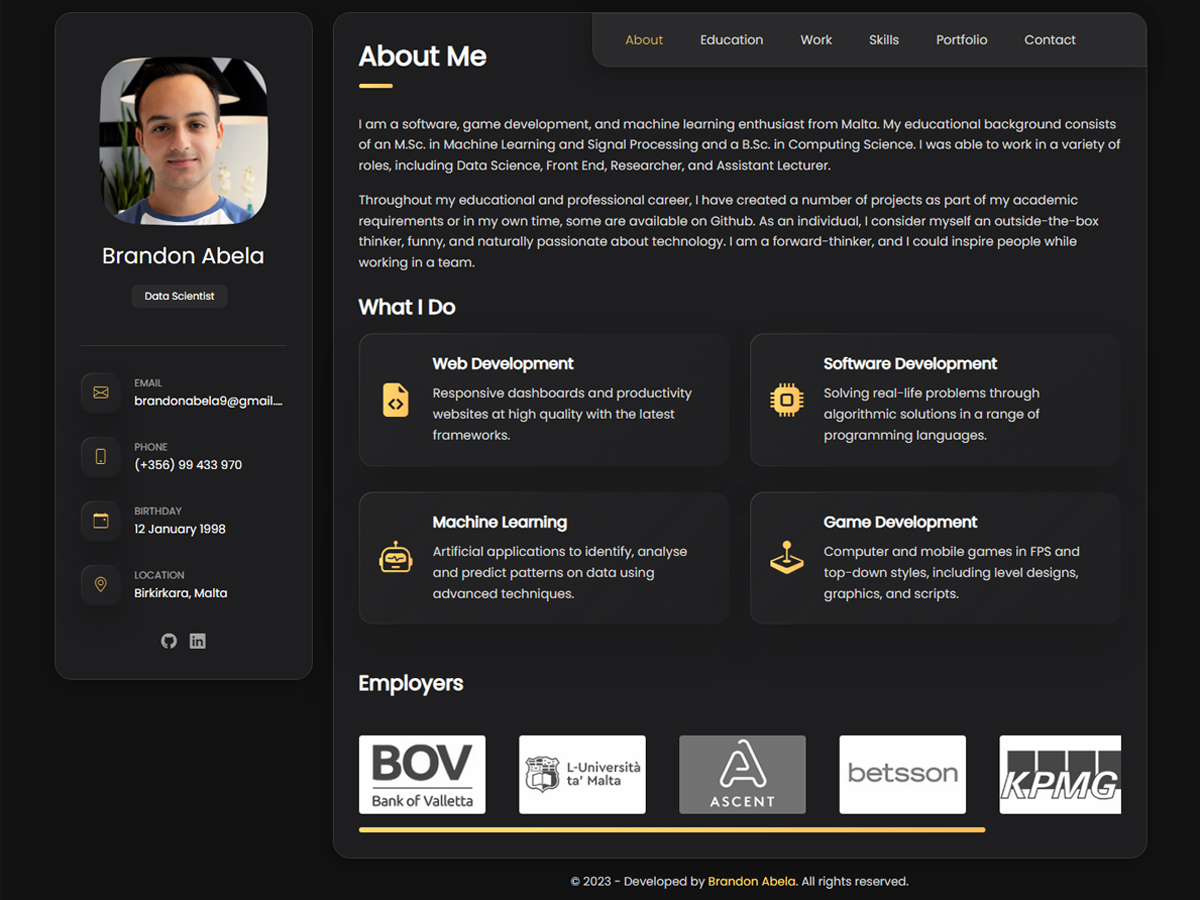 Brandon Abela
Data Scientist
EMAIL
brandonabela9@gmail....
PHONE
(+356) 99 433 970
BIRTHDAY
12 January 1998
LOCATION
Birkirkara, Malta
in
About Education Work Skills Portfolio Contact
About Me
I am a software, game development, and machine learning enthusiast from Malta. My educational background consists
of an M.Sc. in Machine Learning and Signal Processing and a B.Sc. in Computing Science. I was able to work in a variety of
roles, including Data Science, Front End, Researcher, and Assistant Lecturer.
Throughout my educational and professional career, I have created a number of projects as part of my academic
requirements or in my own time, some are available on Github. As an individual, I consider myself an outside-the-box
thinker, funny, and naturally passionate about technology. I am a forward-thinker, and I could inspire people while
working in a team.
What I Do
Web Development
Responsive dashboards and productivity
websites at high quality with the latest
frameworks.
Software Development
Solving real-life problems through
algorithmic solutions in a range of
programming languages.
Machine Learning
Artificial applications to identify, analyse
and predict patterns on data using
advanced techniques.
Game Development
Computer and mobile games in FPS and
top-down styles, including level designs,
graphics, and scripts.
Employers
BOV
Bank of Valletta
L-Università
ta' Malta
ASCENT
betsson
KPMG
© 2023 - Developed by Brandon Abela. All rights reserved.